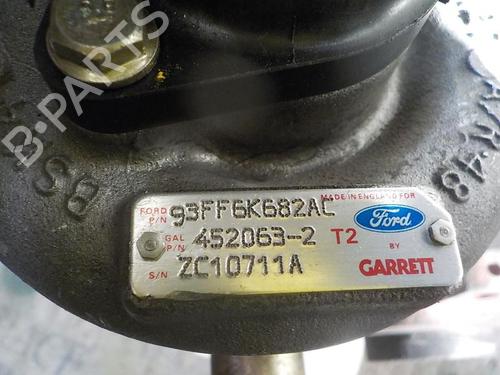 FORD P/N 93FF6K682AC MADE IN ENGLAND FOR
Ford
GAL P/N 452063-2 T2 BY
S/N ZC10711A GARRETT
B-PARTS